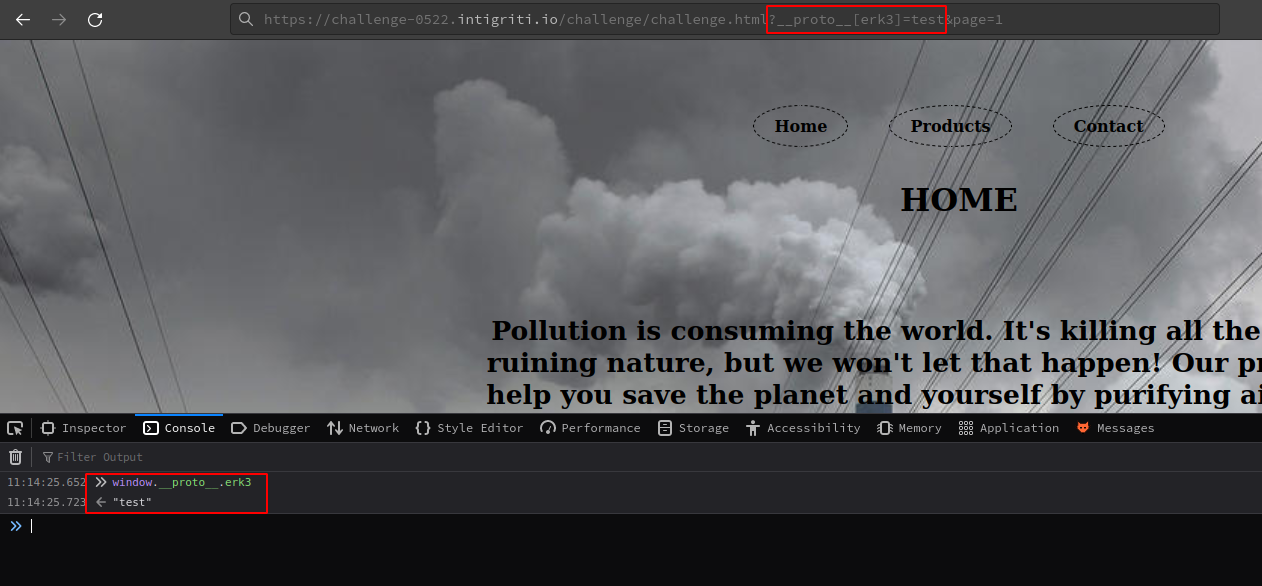 https://challenge-0522.intigriti.io/challenge/challenge.html?__proto__[erk3]=test&page=1
Home Products Contact
HOME
Pollution is consuming the world. It's killing all the
ruining nature, but we won't let that happen! Our pr
help you save the planet and yourself by purifying ai
Inspector Console Debugger Network Style Editor Performance Storage Accessibility Memory Application Messages
Filter Output
11:14:25.652 window.__proto__.erk3
11:14:25.723 "test"